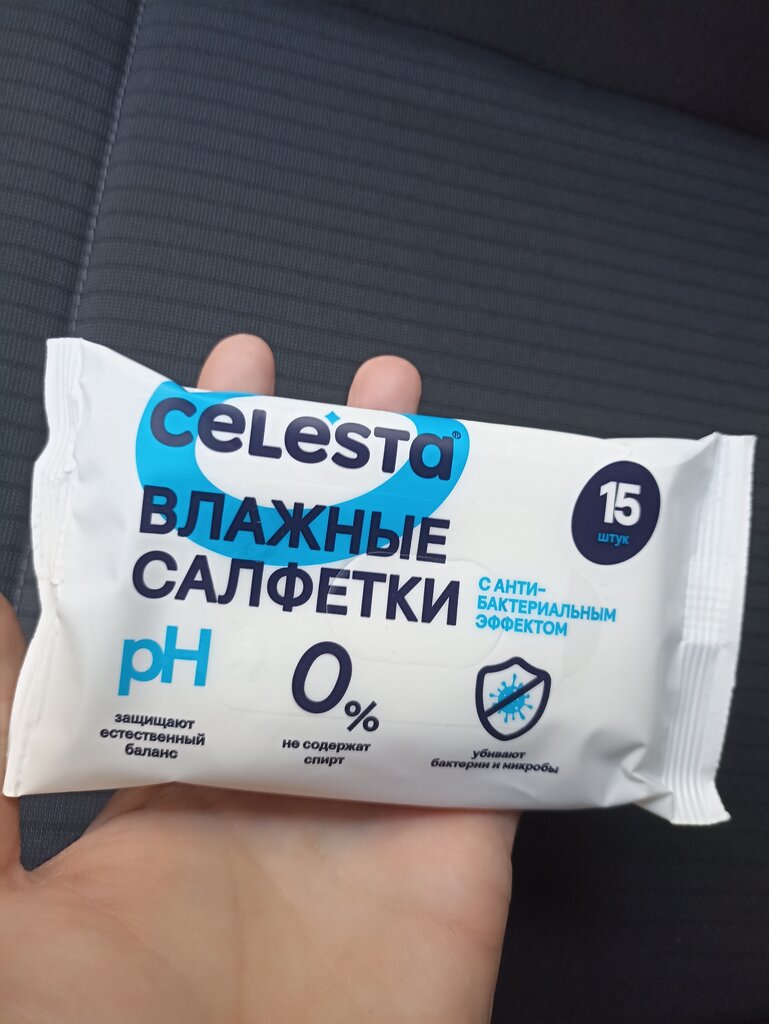 CELESTA®
ВЛАЖНЫЕ
САЛФЕТКИ
15
штук
С АНТИ-
БАКТЕРИАЛЬНЫМ
ЭФФЕКТОМ
pH
защищают
естественный
баланс
0%
не содержат
спирт
убивают
бактерии и микробы